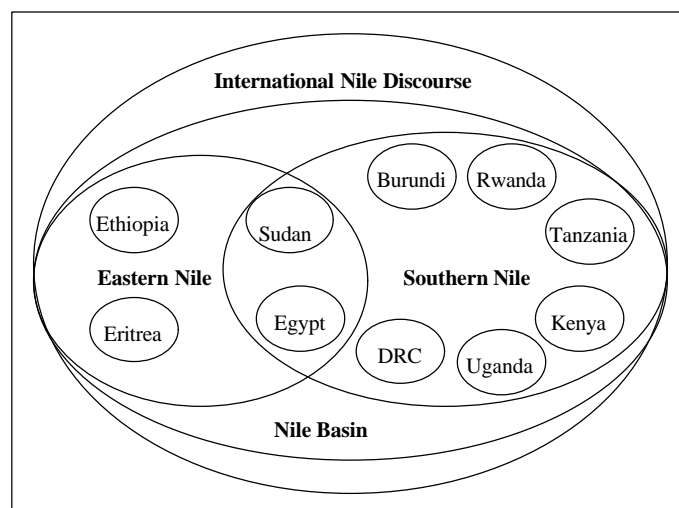 International Nile Discourse
Burundi
Rwanda
Ethiopia
Sudan
Tanzania
Eastern Nile
Southern Nile
Egypt
Kenya
Eritrea
DRC
Uganda
Nile Basin